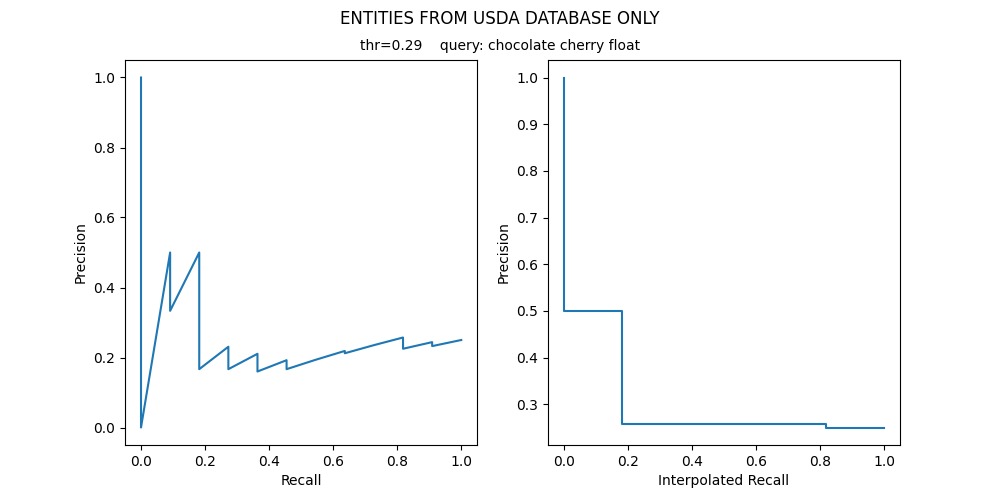 ENTITIES FROM USDA DATABASE ONLY
thr=0.29    query: chocolate cherry float
1.0
0.8
0.6
0.4
0.2
0.0
Precision
0.0 0.2 0.4 0.6 0.8 1.0
Recall
1.0
0.9
0.8
0.7
0.6
0.5
0.4
0.3
Precision
0.0 0.2 0.4 0.6 0.8 1.0
Interpolated Recall